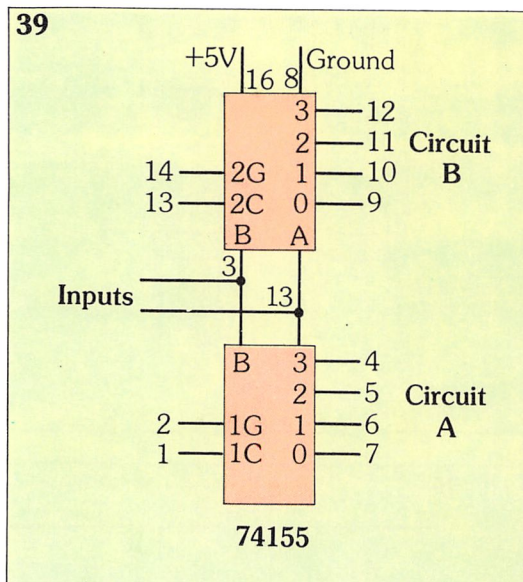 39
+5V Ground
16 8
3 12
2 11 Circuit
14 2G 1 10 B
13 2C 0 9
B A
3
Inputs 13
B 3 4
2 5 Circuit
2 1G 1 6 A
1 1C 0 7
74155